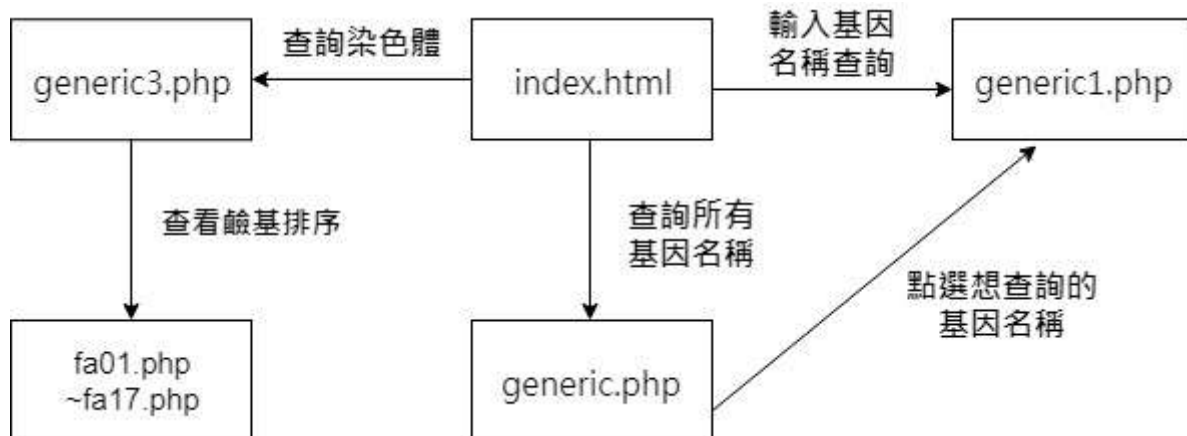 查詢染色體
輸入基因
名稱查詢
generic3.php
index.html
generic1.php
查看鹼基排序
查詢所有
基因名稱
點選想查詢的
基因名稱
fa01.php
~fa17.php
generic.php